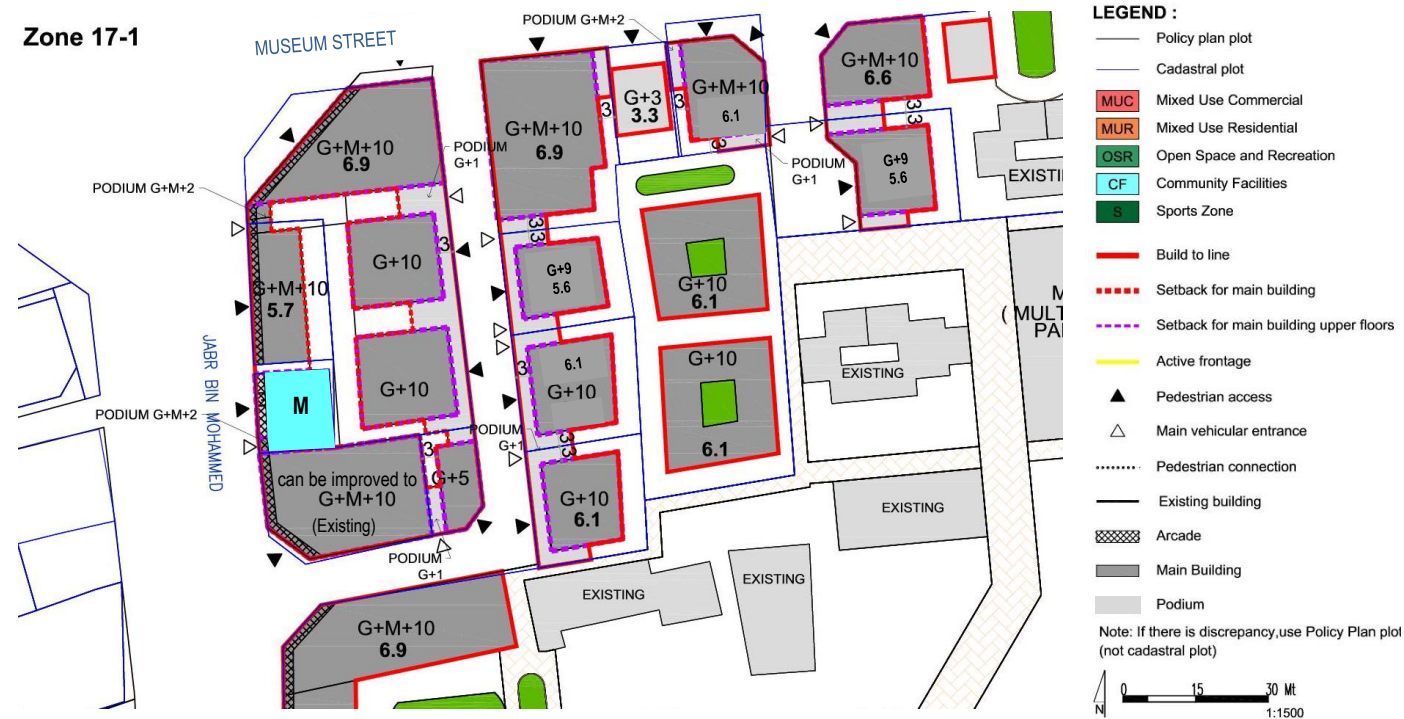 Zone 17-1
MUSEUM STREET
PODIUM G+M+2
G+M+10
6.9
PODIUM
G+1
PODIUM G+M+2
G+M+10
6.9
G+3
3.3
3
3
G+M+10
6.1
3
PODIUM
G+1
G+M+10
6.6
3
3
G+9
5.6
EXISTI
G+10
3
G+M+10
5.7
3
3
G+9
5.6
G+10
6.1
M
( MULT
PA
JABR BIN MOHAMMED
PODIUM G+M+2
M
G+10
3
6.1
G+10
G+10
6.1
EXISTING
PODIUM
G+1
3
3
3
can be improved to
G+M+10
(Existing)
G+5
G+10
6.1
EXISTING
PODIUM
G+1
EXISTING
EXISTING
G+M+10
6.9
LEGEND :
Policy plan plot
Cadastral plot
MUC Mixed Use Commercial
MUR Mixed Use Residential
OSR Open Space and Recreation
CF Community Facilities
S Sports Zone
Build to line
Setback for main building
Setback for main building upper floors
Active frontage
Pedestrian access
Main vehicular entrance
Pedestrian connection
Existing building
Arcade
Main Building
Podium
Note: If there is discrepancy,use Policy Plan plot
(not cadastral plot)
N
0 15 30 Mt
1:1500